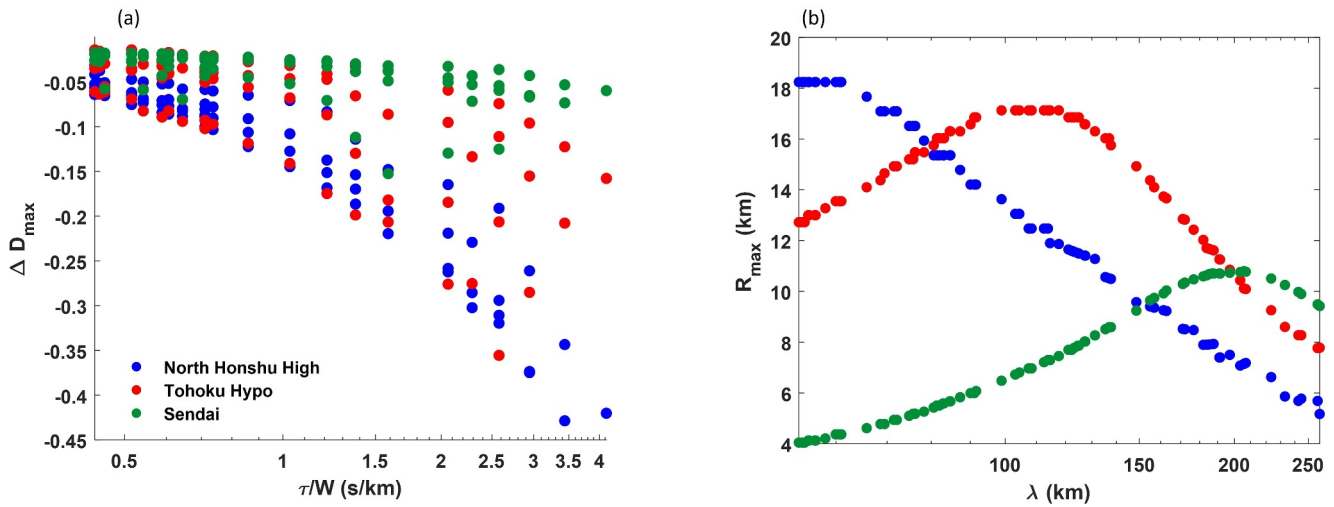 (a)
-0.05
-0.1
-0.15
-0.2
-0.25
-0.3
-0.35
-0.4
-0.45
Δ D_max
North Honshu High
Tohoku Hypo
Sendai
0.5 1 1.5 2 2.5 3 3.5 4
τ/W (s/km)
(b)
20
18
16
14
12
10
8
6
4
R_max (km)
100 150 200 250
λ (km)